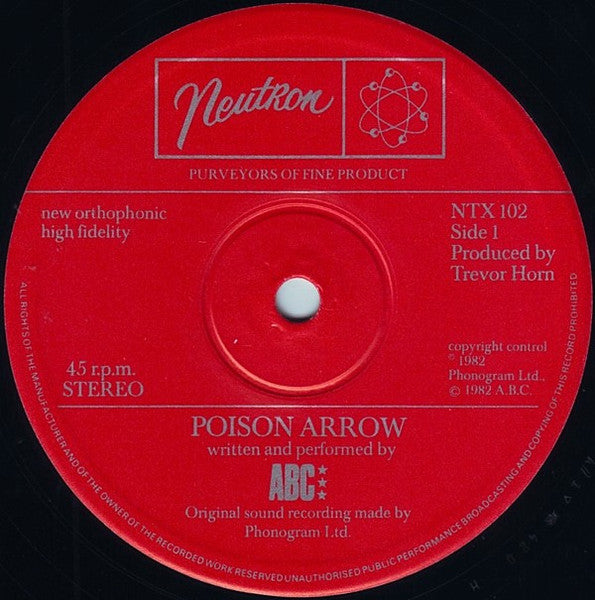 Neutron
PURVEYORS OF FINE PRODUCT
new orthophonic
high fidelity
NTX 102
Side 1
Produced by
Trevor Horn
45 r.p.m.
STEREO
copyright control
℗ 1982
Phonogram Ltd.,
© 1982 A.B.C.
POISON ARROW
written and performed by
ABC
Original sound recording made by
Phonogram Ltd.
ALL RIGHTS OF THE MANUFACTURER AND OF THE OWNER OF THE RECORDED WORK RESERVED UNAUTHORISED PUBLIC PERFORMANCE BROADCASTING AND COPYING OF THIS RECORD PROHIBITED